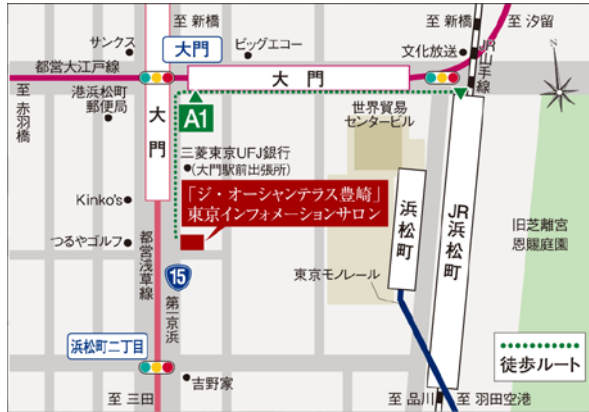 至 新橋
至 新橋
至 汐留
サンクス
大門
ビッグエコー
文化放送
JR山手線
都営大江戸線
大門
至 赤羽橋
港浜松町
郵便局
大門
A1
世界貿易
センタービル
三菱東京UFJ銀行
(大門駅前出張所)
Kinko's
「ジ・オーシャンテラス豊崎」
東京インフォメーションサロン
浜松町
JR浜松町
旧芝離宮
恩賜庭園
つるやゴルフ
都営浅草線
15
第一京浜
東京モノレール
浜松町二丁目
徒歩ルート
吉野家
至 三田
至 品川
至 羽田空港